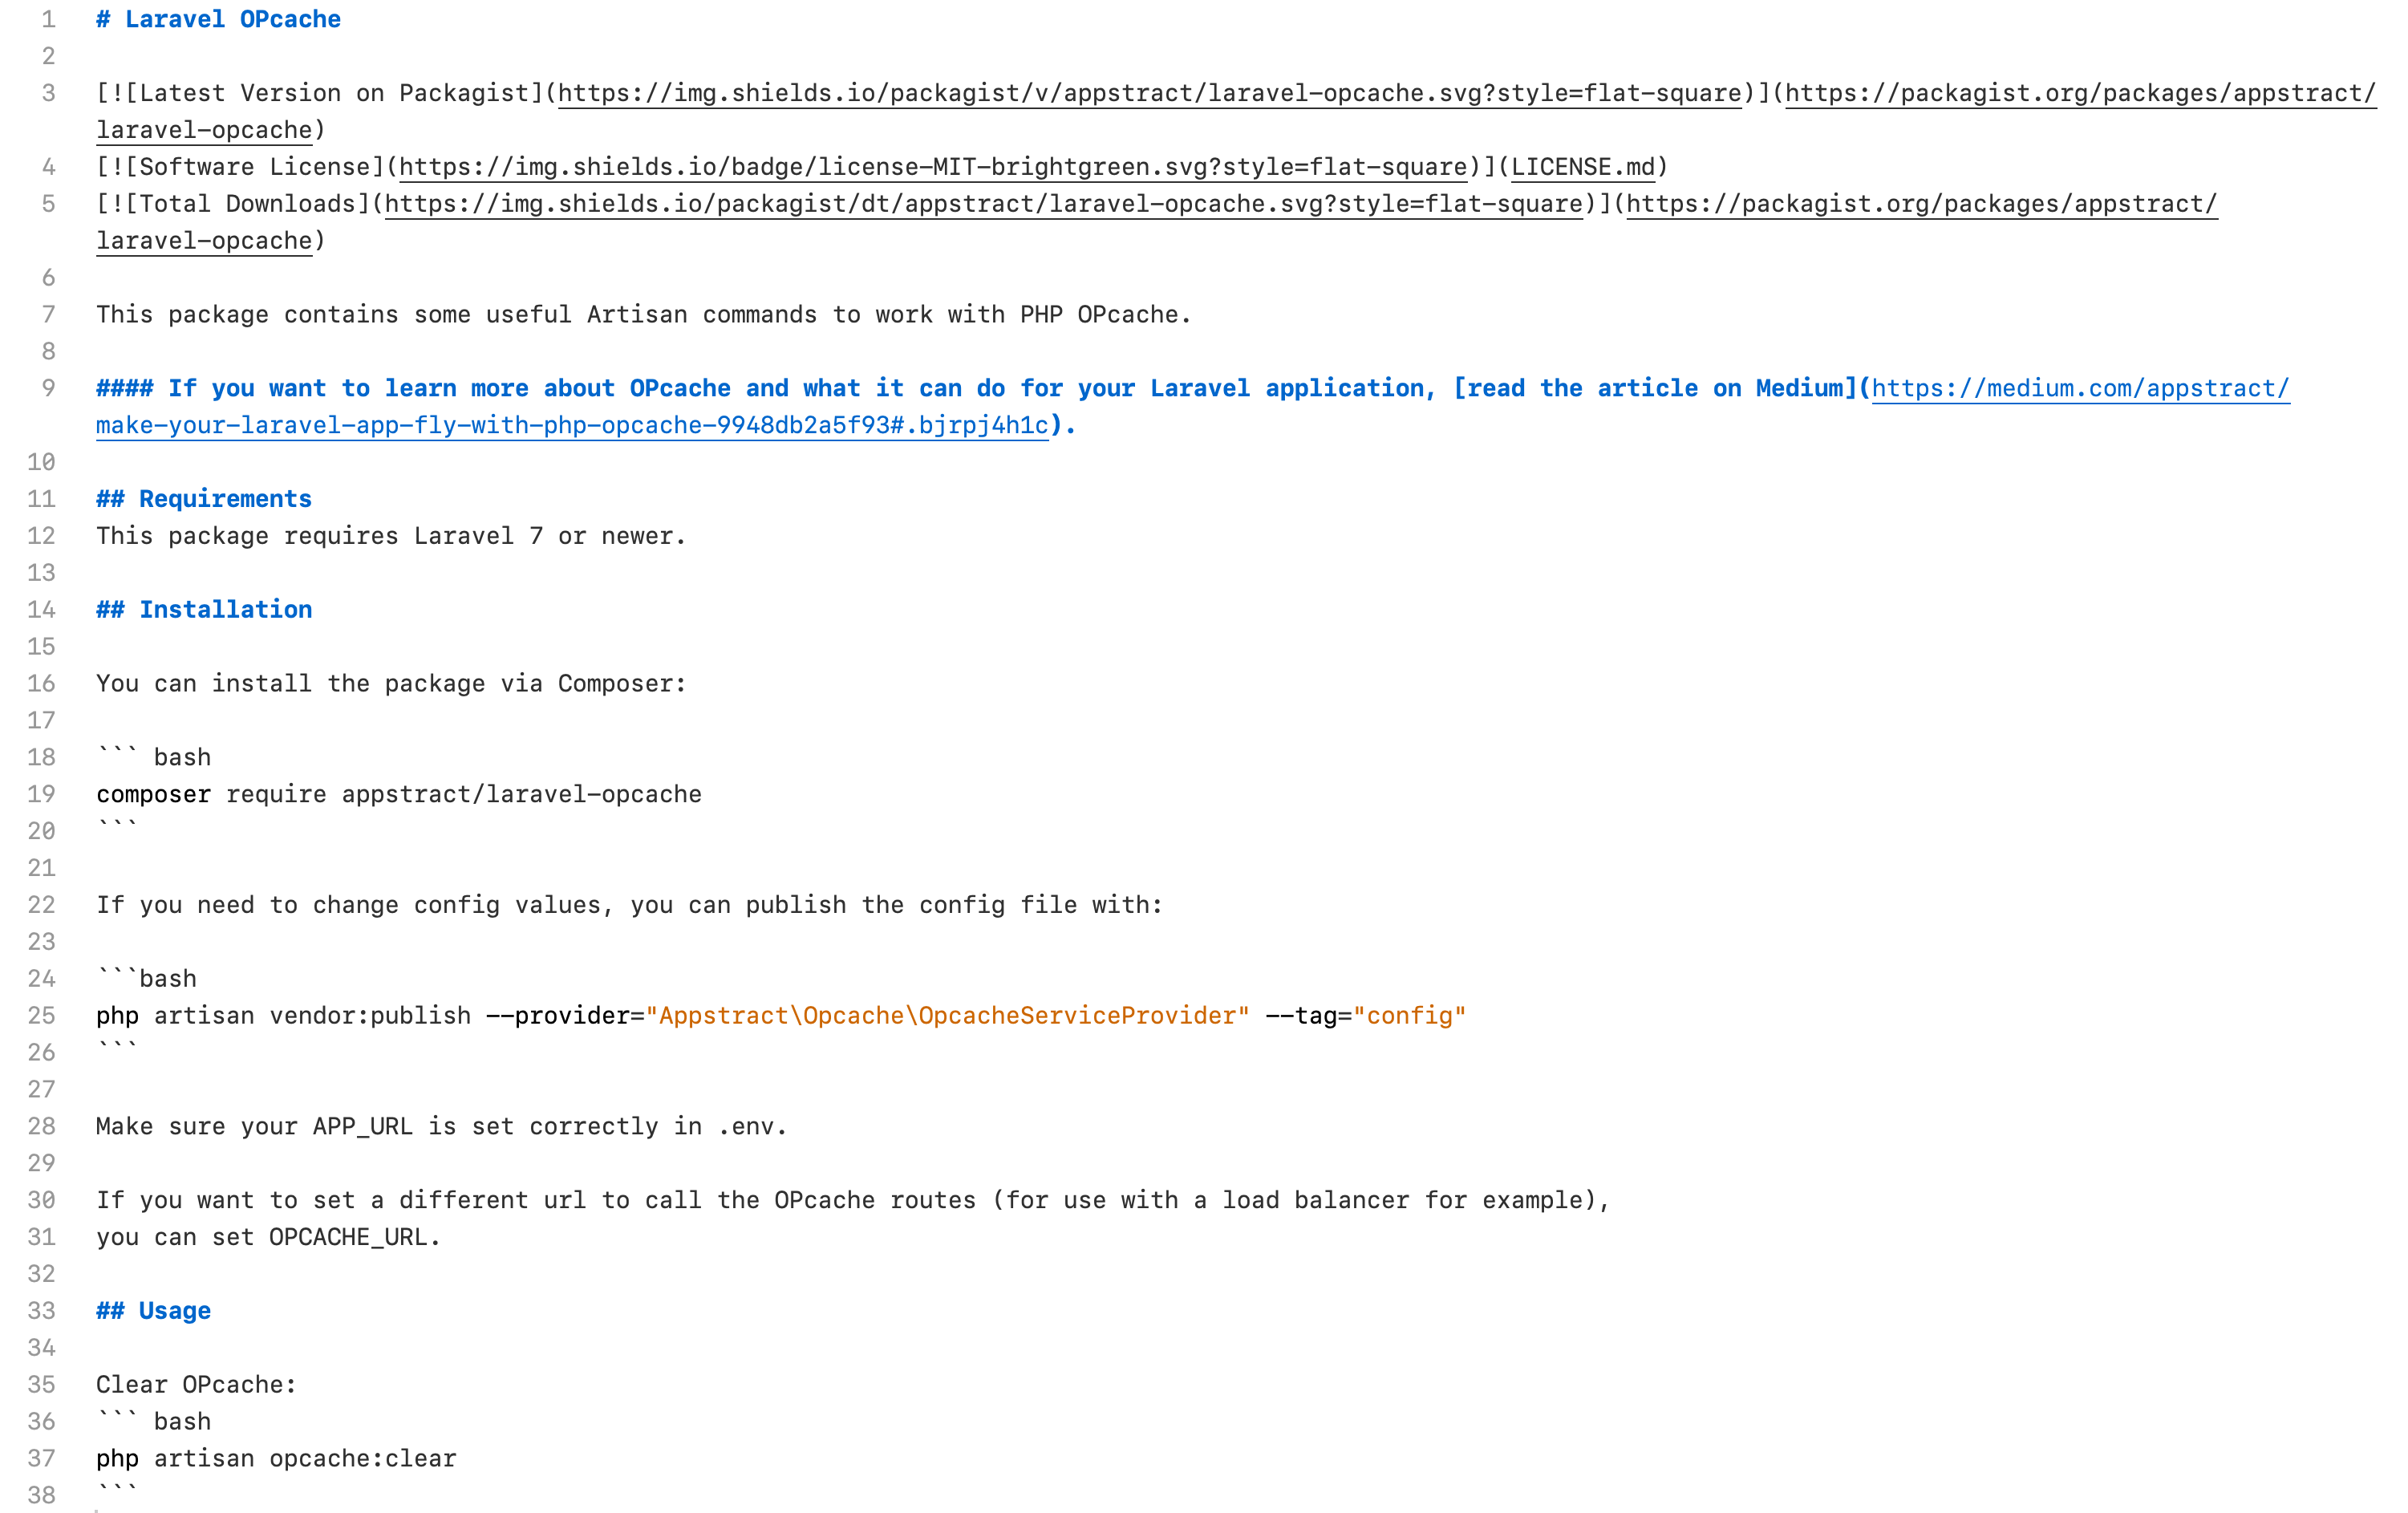 1 # Laravel OPcache
2
3 [![Latest Version on Packagist](https://img.shields.io/packagist/v/appstract/laravel-opcache.svg?style=flat-square)](https://packagist.org/packages/appstract/
laravel-opcache)
4 [![Software License](https://img.shields.io/badge/license-MIT-brightgreen.svg?style=flat-square)](LICENSE.md)
5 [![Total Downloads](https://img.shields.io/packagist/dt/appstract/laravel-opcache.svg?style=flat-square)](https://packagist.org/packages/appstract/
laravel-opcache)
6
7 This package contains some useful Artisan commands to work with PHP OPcache.
8
9 #### If you want to learn more about OPcache and what it can do for your Laravel application, [read the article on Medium](https://medium.com/appstract/
make-your-laravel-app-fly-with-php-opcache-9948db2a5f93#.bjrpj4h1c).
10
11 ## Requirements
12 This package requires Laravel 7 or newer.
13
14 ## Installation
15
16 You can install the package via Composer:
17
18 ``` bash
19 composer require appstract/laravel-opcache
20 ```
21
22 If you need to change config values, you can publish the config file with:
23
24 ```bash
25 php artisan vendor:publish --provider="Appstract\Opcache\OpcacheServiceProvider" --tag="config"
26 ```
27
28 Make sure your APP_URL is set correctly in .env.
29
30 If you want to set a different url to call the OPcache routes (for use with a load balancer for example),
31 you can set OPCACHE_URL.
32
33 ## Usage
34
35 Clear OPcache:
36 ``` bash
37 php artisan opcache:clear
38 ```